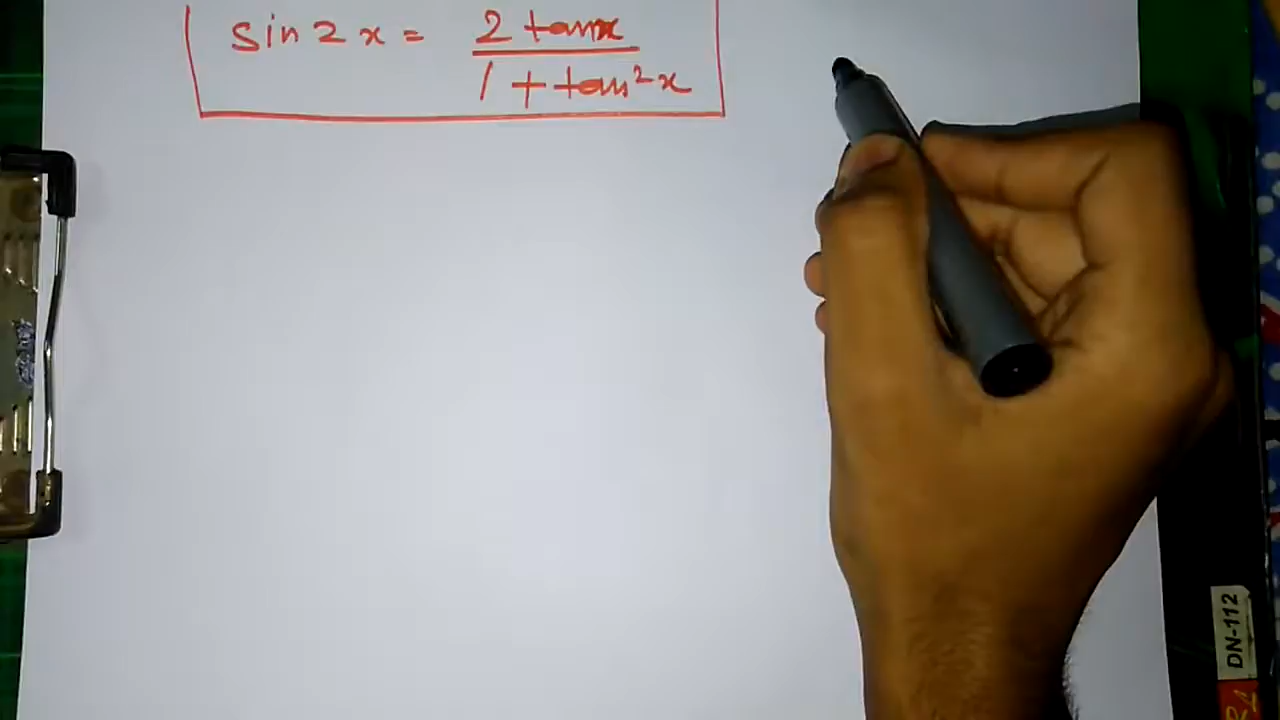 sin 2x = 2 tanx
1 + tan²x
DN-112